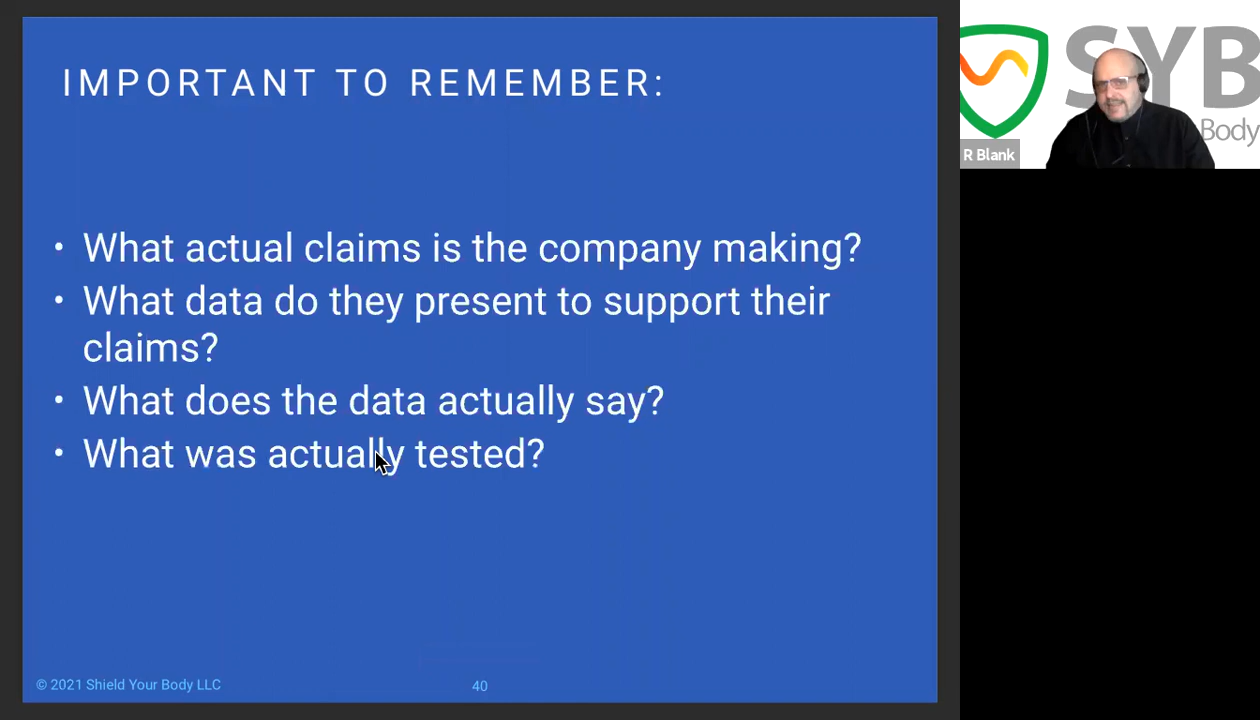 IMPORTANT TO REMEMBER:
• What actual claims is the company making?
• What data do they present to support their
claims?
• What does the data actually say?
• What was actually tested?
© 2021 Shield Your Body LLC
40
SYB
Body
R Blank